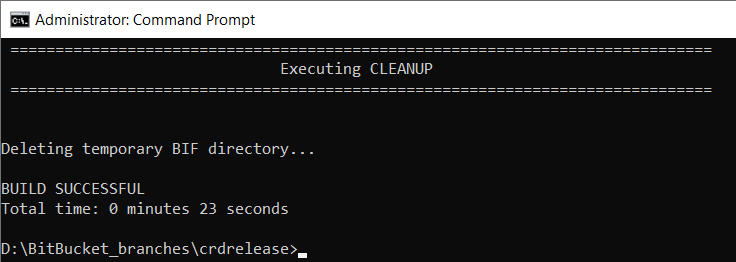 Administrator: Command Prompt
==============================================================================
Executing CLEANUP
==============================================================================
Deleting temporary BIF directory...
BUILD SUCCESSFUL
Total time: 0 minutes 23 seconds
D:\BitBucket_branches\crdrelease>